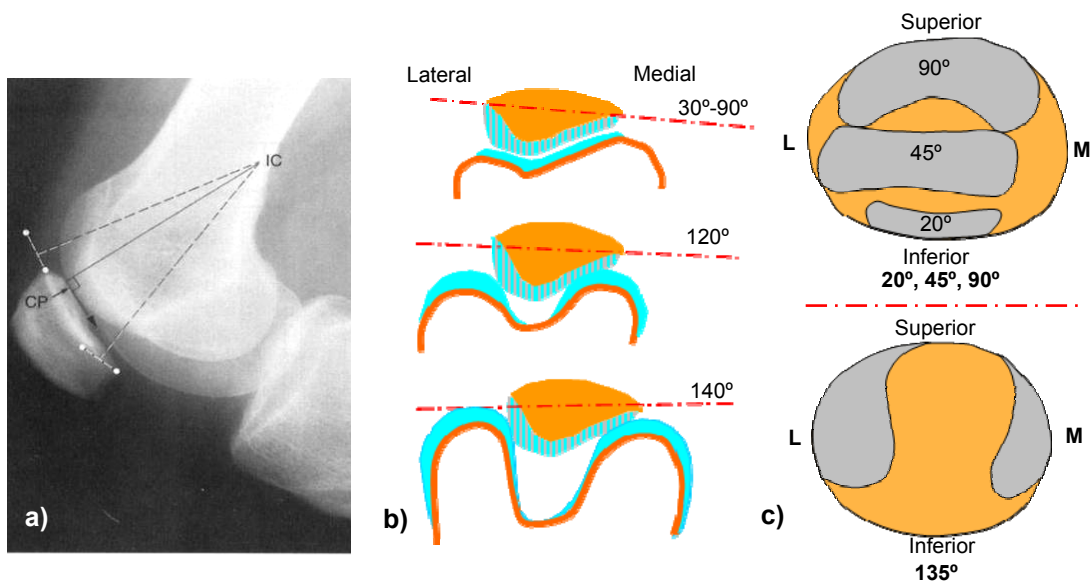 IC
CP
a)
Lateral Medial
30º-90º
120º
140º
b)
Superior
90º
L 45º M
20º
Inferior
20º, 45º, 90º
Superior
L M
Inferior
135º
c)